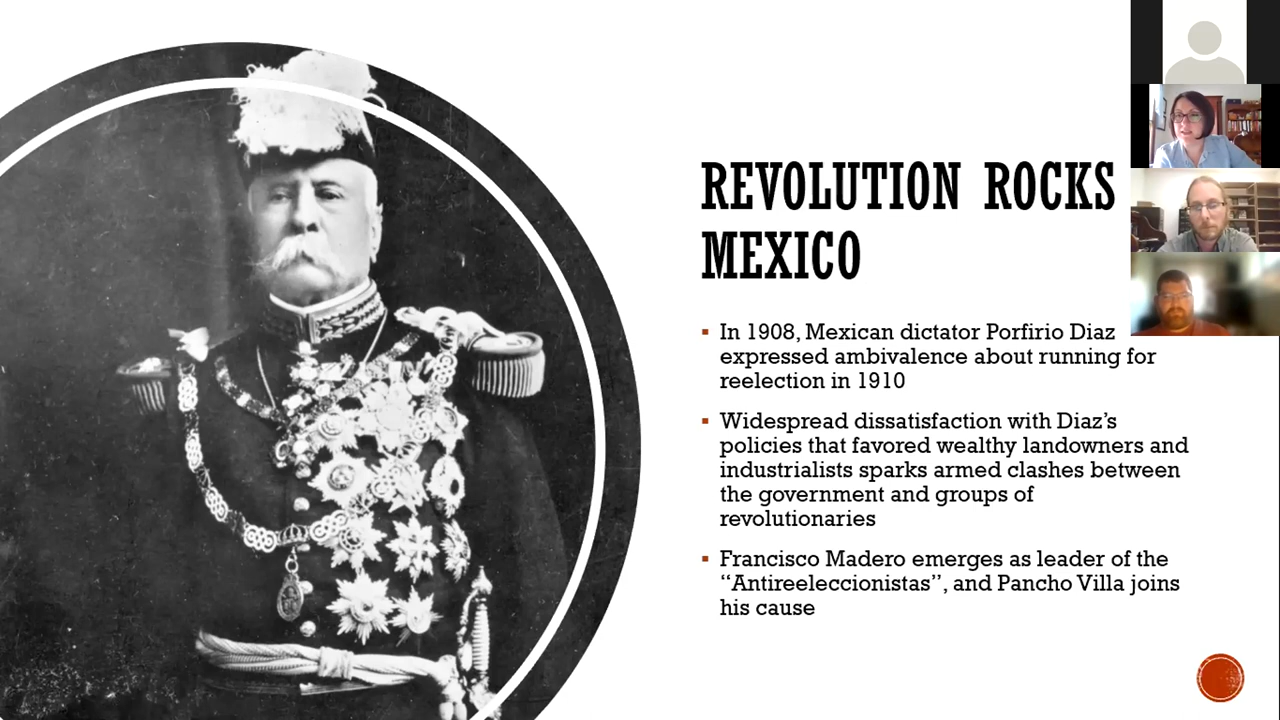 REVOLUTION ROCKS
MEXICO
▪ In 1908, Mexican dictator Porfirio Diaz
expressed ambivalence about running for
reelection in 1910
▪ Widespread dissatisfaction with Diaz’s
policies that favored wealthy landowners and
industrialists sparks armed clashes between
the government and groups of
revolutionaries
▪ Francisco Madero emerges as leader of the
“Antireeleccionistas”, and Pancho Villa joins
his cause